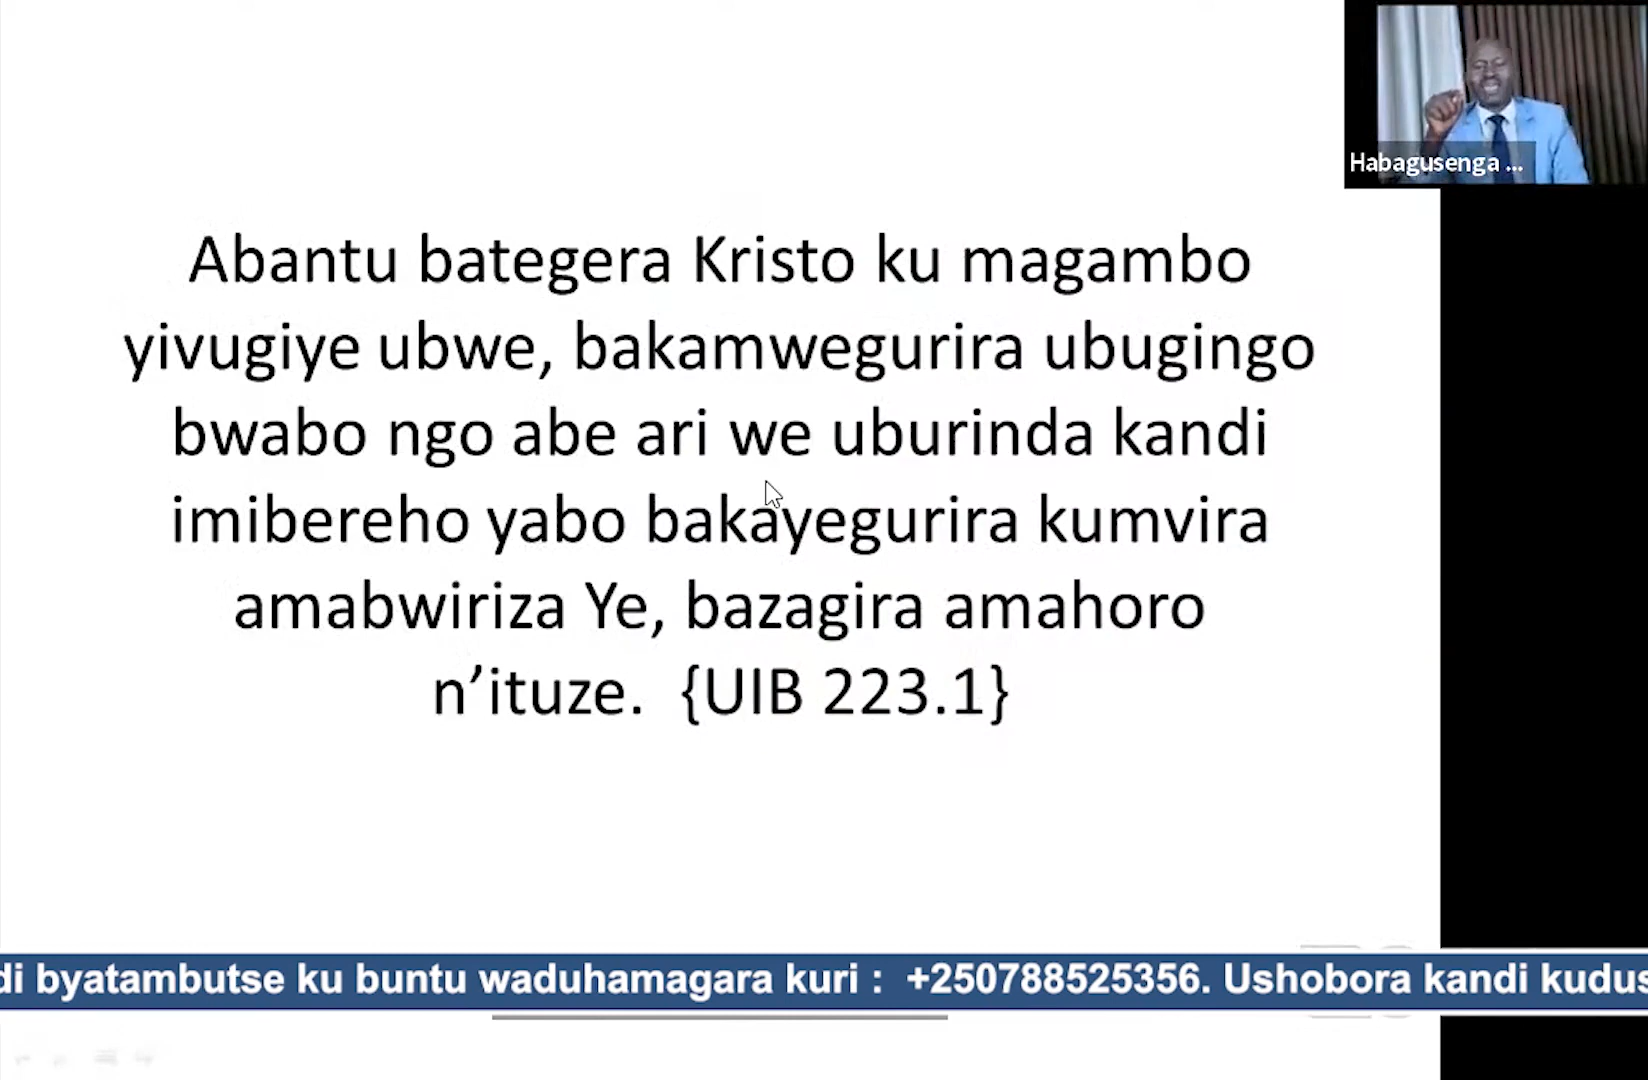 Habagusenga ...
Abantu bategera Kristo ku magambo
yivugiye ubwe, bakamwegurira ubugingo
bwabo ngo abe ari we uburinda kandi
imibereho yabo bakayegurira kumvira
amabwiriza Ye, bazagira amahoro
n’ituze. {UIB 223.1}
di byatambutse ku buntu waduhamagara kuri : +250788525356. Ushobora kandi kudus